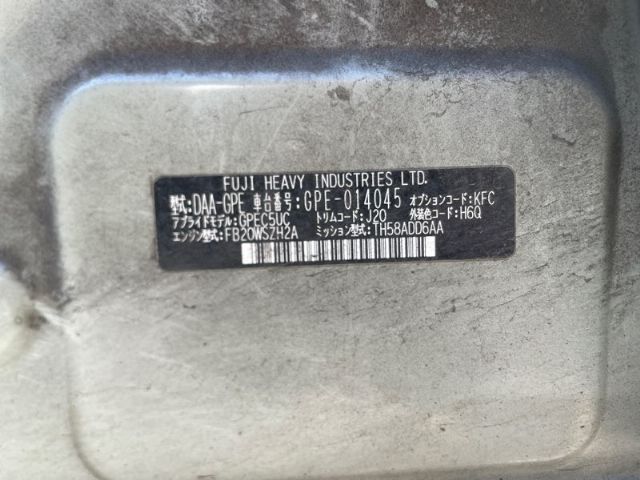 FUJI HEAVY INDUSTRIES LTD.
型式:DAA-GPE 車台番号:GPE-014045 オプションコード:KFC
アプライドモデル:GPEC5UC トリムコード:J20 外装色コード:H6Q
エンジン型式:FB20WSZH2A ミッション型式:TH58ADD6AA